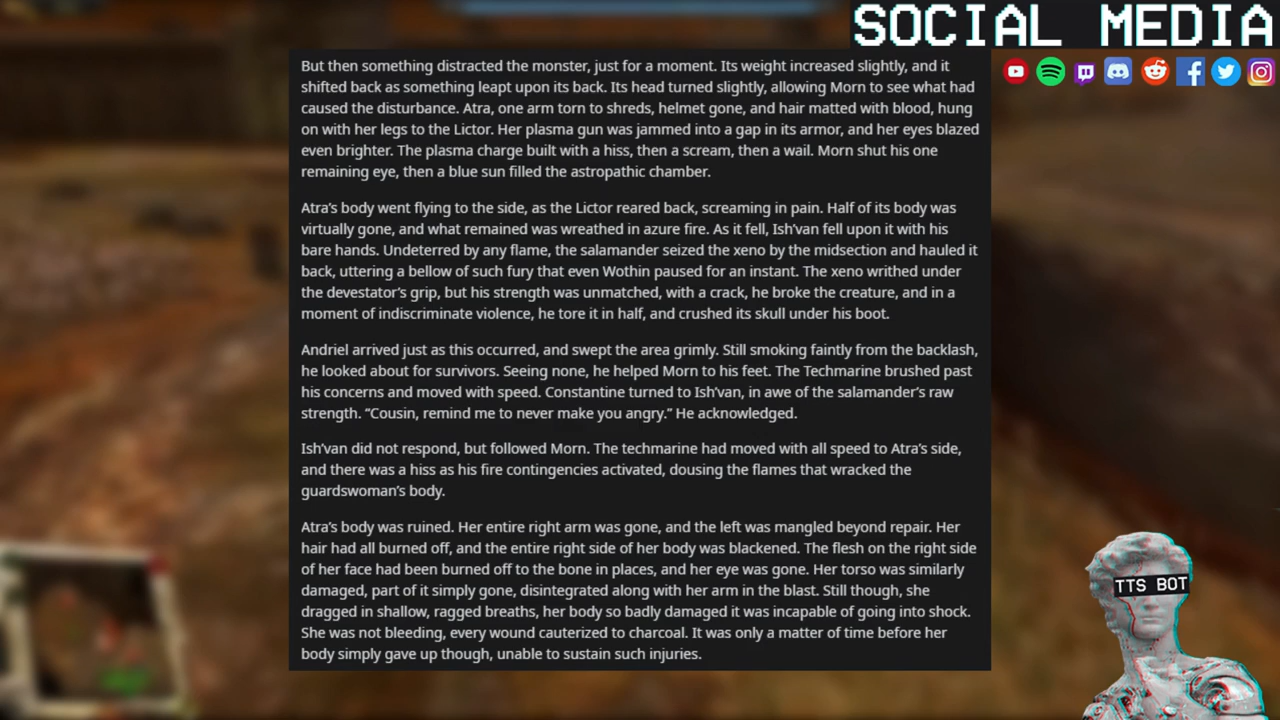 SOCIAL MEDIA
But then something distracted the monster, just for a moment. Its weight increased slightly, and it
shifted back as something leapt upon its back. Its head turned slightly, allowing Morn to see what had
caused the disturbance. Atra, one arm torn to shreds, helmet gone, and hair matted with blood, hung
on with her legs to the Lictor. Her plasma gun was jammed into a gap in its armor, and her eyes blazed
even brighter. The plasma charge built with a hiss, then a scream, then a wail. Morn shut his one
remaining eye, then a blue sun filled the astropathic chamber.
Atra’s body went flying to the side, as the Lictor reared back, screaming in pain. Half of its body was
virtually gone, and what remained was wreathed in azure fire. As it fell, Ish’van fell upon it with his
bare hands. Undeterred by any flame, the salamander seized the xeno by the midsection and hauled it
back, uttering a bellow of such fury that even Wothin paused for an instant. The xeno writhed under
the devestator’s grip, but his strength was unmatched, with a crack, he broke the creature, and in a
moment of indiscriminate violence, he tore it in half, and crushed its skull under his boot.
Andriel arrived just as this occurred, and swept the area grimly. Still smoking faintly from the backlash,
he looked about for survivors. Seeing none, he helped Morn to his feet. The Techmarine brushed past
his concerns and moved with speed. Constantine turned to Ish’van, in awe of the salamander’s raw
strength. “Cousin, remind me to never make you angry.” He acknowledged.
Ish’van did not respond, but followed Morn. The techmarine had moved with all speed to Atra’s side,
and there was a hiss as his fire contingencies activated, dousing the flames that wracked the
guardswoman’s body.
Atra’s body was ruined. Her entire right arm was gone, and the left was mangled beyond repair. Her
hair had all burned off, and the entire right side of her body was blackened. The flesh on the right side
of her face had been burned off to the bone in places, and her eye was gone. Her torso was similarly
damaged, part of it simply gone, disintegrated along with her arm in the blast. Still though, she
dragged in shallow, ragged breaths, her body so badly damaged it was incapable of going into shock.
She was not bleeding, every wound cauterized to charcoal. It was only a matter of time before her
body simply gave up though, unable to sustain such injuries.
TTS BOT